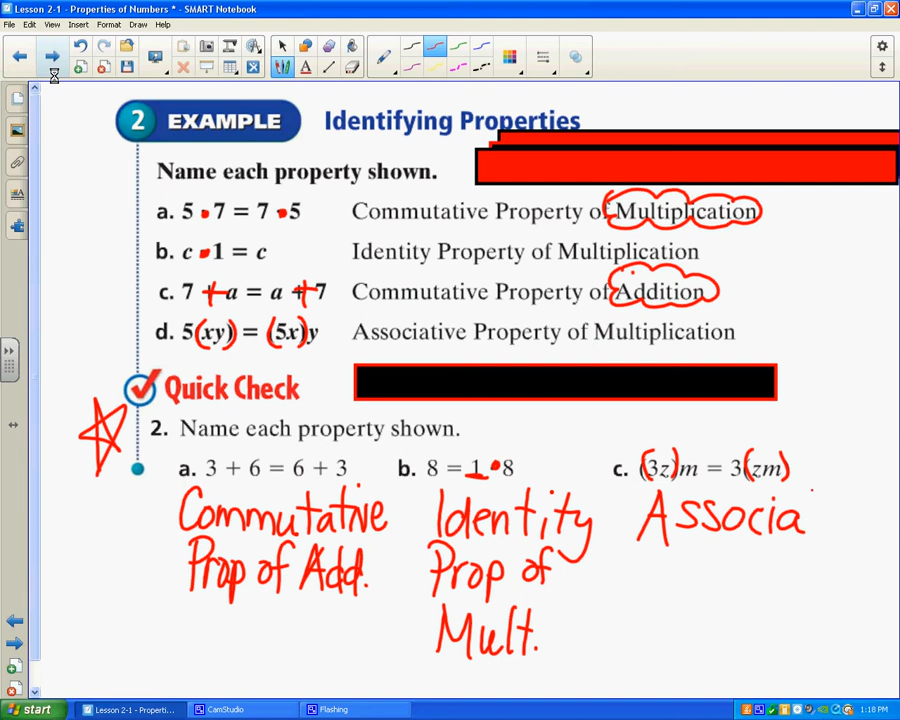 Lesson 2-1 - Properties of Numbers * - SMART Notebook
File Edit View Insert Format Draw Help
2 EXAMPLE Identifying Properties
Name each property shown.
a. 5 • 7 = 7 • 5 Commutative Property of Multiplication
b. c • 1 = c Identity Property of Multiplication
c. 7 + a = a + 7 Commutative Property of Addition
d. 5(xy) = (5x)y Associative Property of Multiplication
Quick Check
2. Name each property shown.
a. 3 + 6 = 6 + 3 b. 8 = 1 • 8 c. (3z)m = 3(zm)
Commutative Identity Associa
Prop of Add. Prop of
Mult.
start Lesson 2-1 - Properti... CamStudio Flashing 1:18 PM